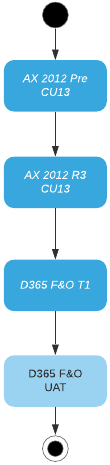 AX 2012 Pre
CU13
AX 2012 R3
CU13
D365 F&O T1
D365 F&O
UAT